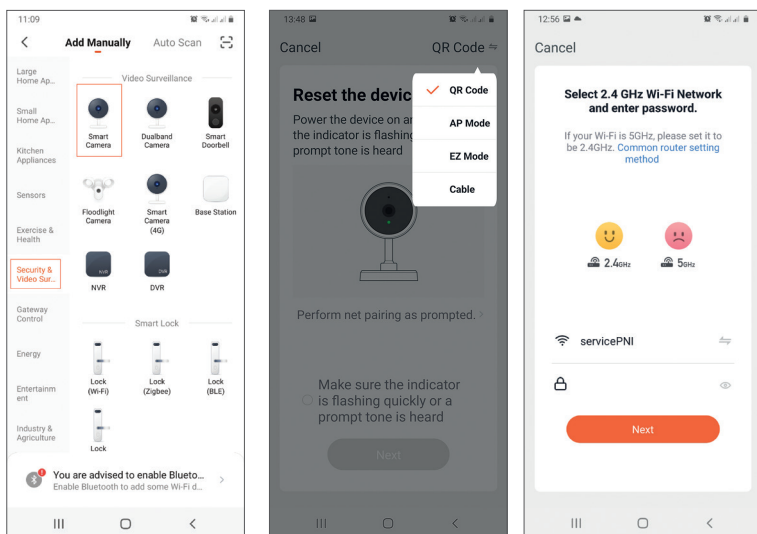 11:09
Add Manually Auto Scan
Large
Home Ap...
Small
Home Ap...
Kitchen
Appliances
Sensors
Exercise &
Health
Security &
Video Sur...
Gateway
Control
Energy
Entertainm
ent
Industry &
Agriculture
Video Surveillance
Smart
Camera
Dualband
Camera
Smart
Doorbell
Floodlight
Camera
Smart
Camera
(4G)
Base Station
NVR
NVR
DVR
DVR
Smart Lock
Lock
(Wi-Fi)
Lock
(Zigbee)
Lock
(BLE)
Lock
You are advised to enable Blueto...
Enable Bluetooth to add some Wi-Fi d...
13:48
Cancel QR Code
Reset the devic
Power the device on a
the indicator is flashing
prompt tone is heard
QR Code
AP Mode
EZ Mode
Cable
Perform net pairing as prompted. >
Make sure the indicator
is flashing quickly or a
prompt tone is heard
Next
12:56
Cancel
Select 2.4 GHz Wi-Fi Network
and enter password.
If your Wi-Fi is 5GHz, please set it to
be 2.4GHz. Common router setting
method
2.4GHz
5GHz
servicePNI
Next